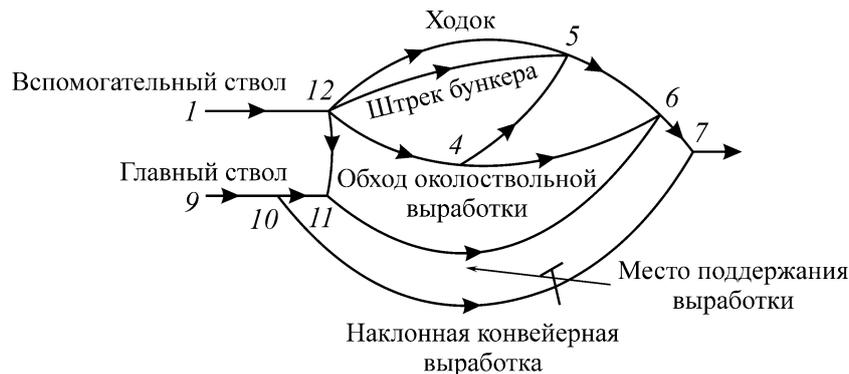 Ходок
5
Вспомогательный ствол
12
Штрек бункера
1
6
4
7
Главный ствол
Обход околоствольной
выработки
9
10
11
Место поддержания
выработки
Наклонная конвейерная
выработка